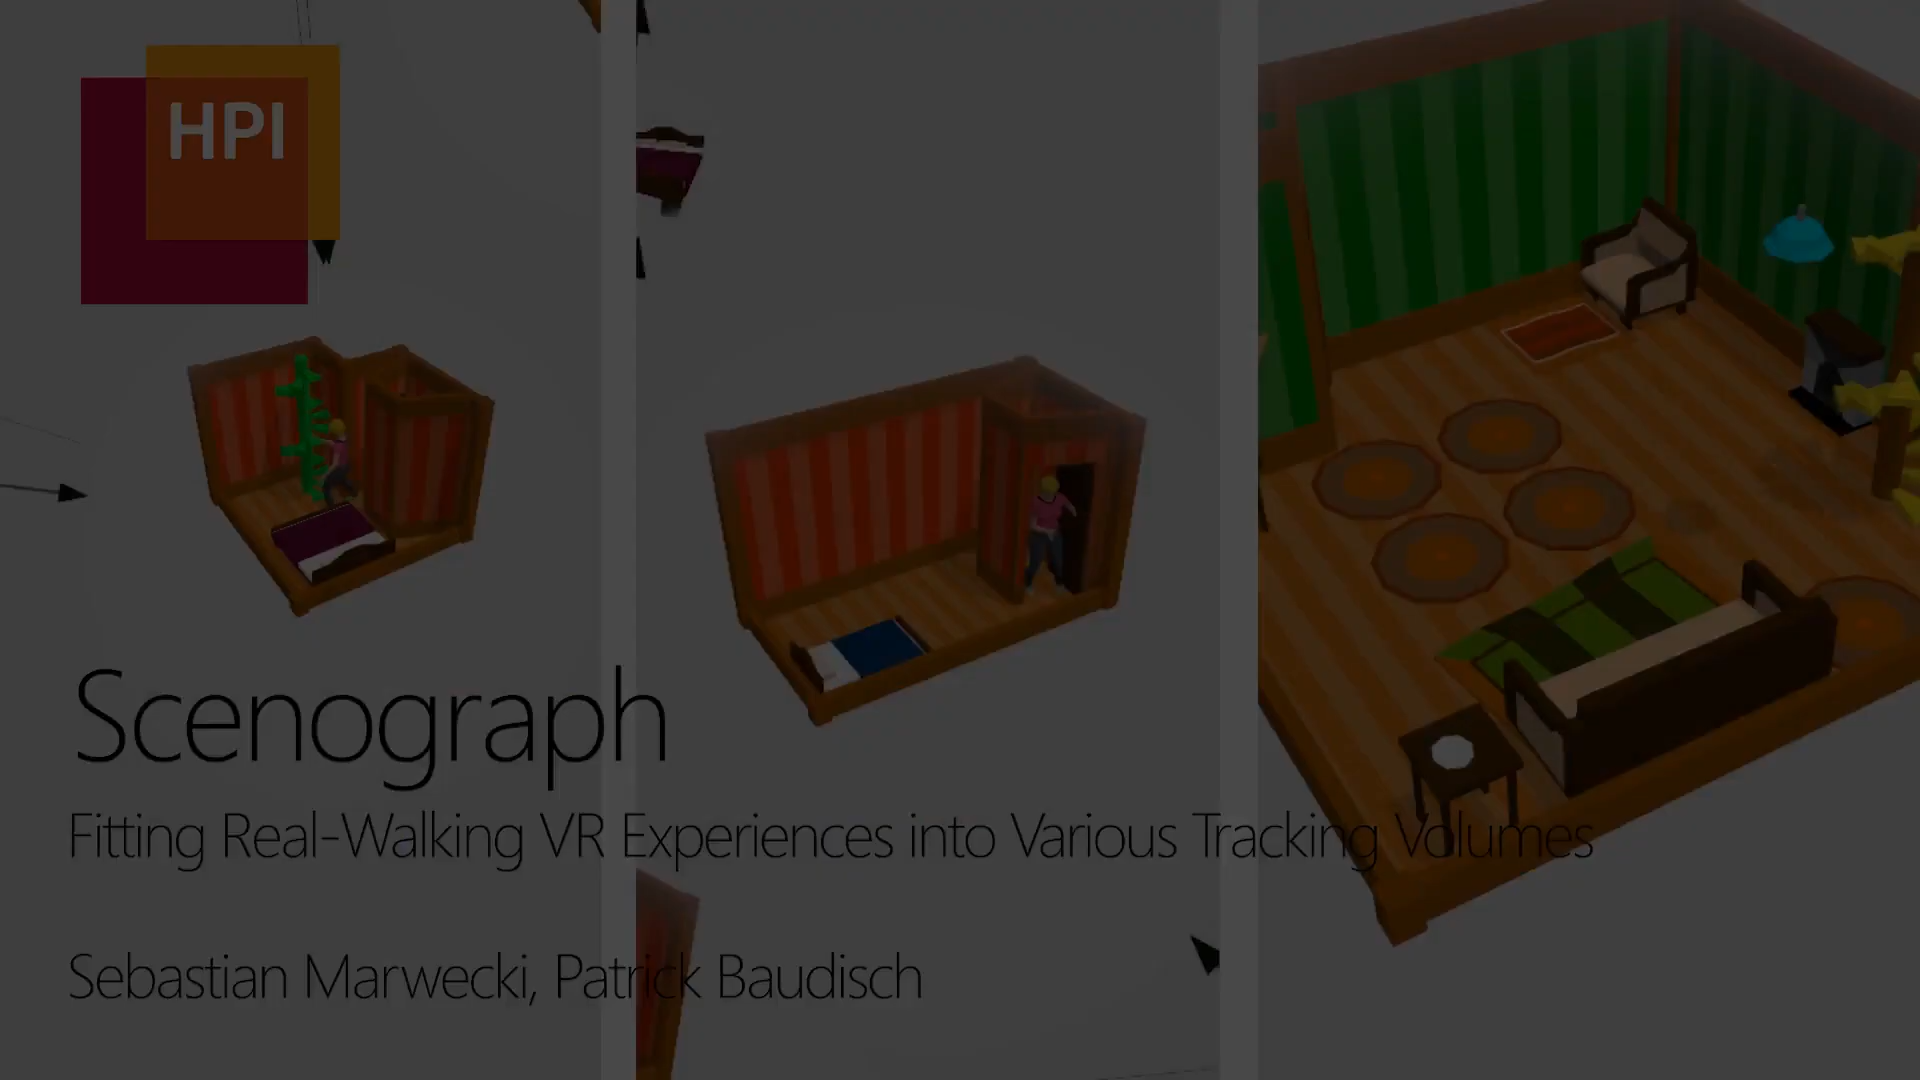 HPI
Scenograph
Fitting Real-Walking VR Experiences into Various Tracking Volumes
Sebastian Marwecki, Patrick Baudisch